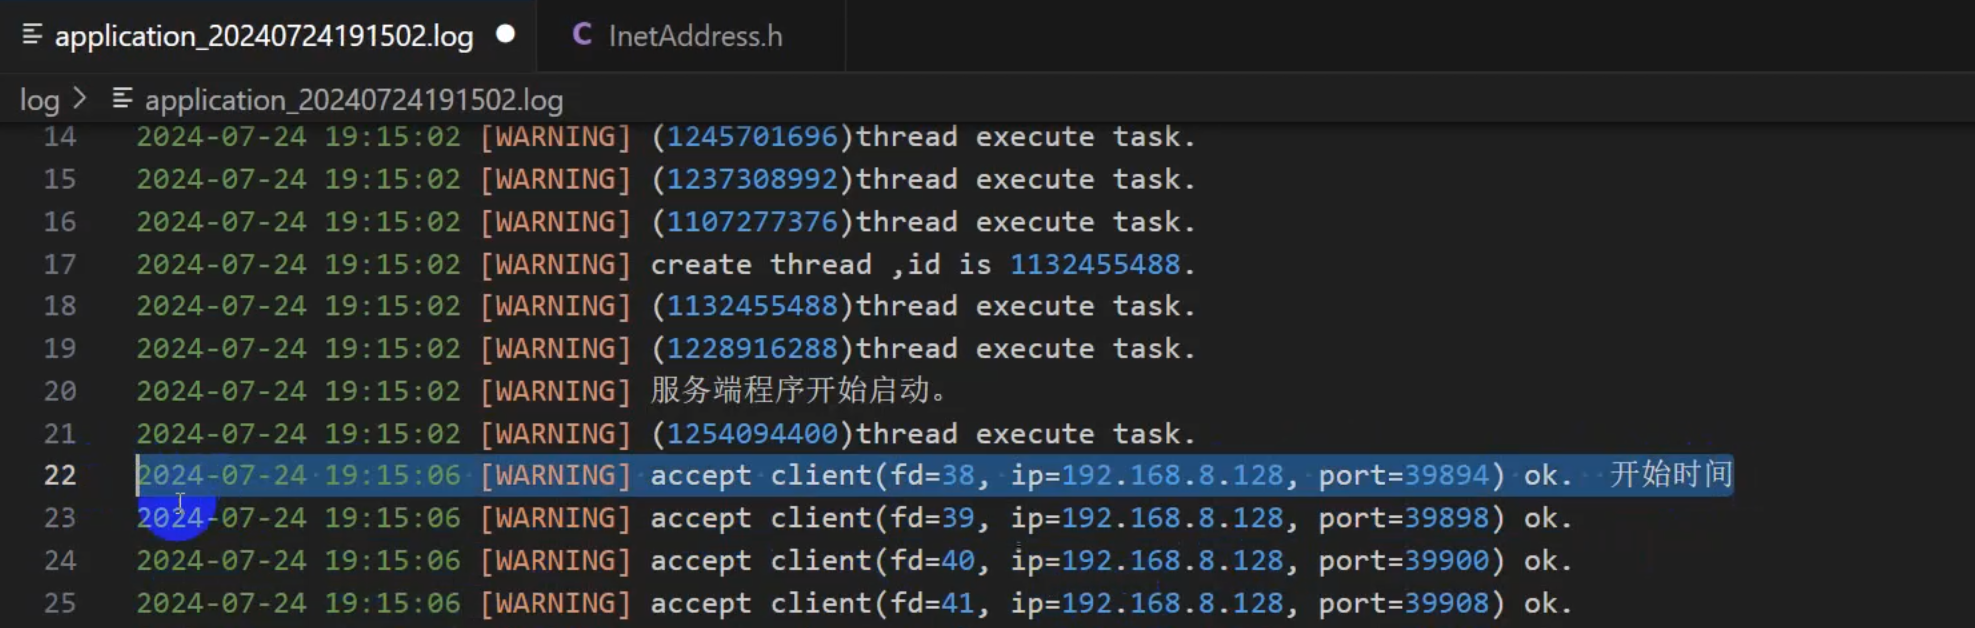 application_20240724191502.log
InetAddress.h
log > application_20240724191502.log
14 2024-07-24 19:15:02 [WARNING] (1245701696)thread execute task.
15 2024-07-24 19:15:02 [WARNING] (1237308992)thread execute task.
16 2024-07-24 19:15:02 [WARNING] (1107277376)thread execute task.
17 2024-07-24 19:15:02 [WARNING] create thread ,id is 1132455488.
18 2024-07-24 19:15:02 [WARNING] (1132455488)thread execute task.
19 2024-07-24 19:15:02 [WARNING] (1228916288)thread execute task.
20 2024-07-24 19:15:02 [WARNING] 服务端程序开始启动。
21 2024-07-24 19:15:02 [WARNING] (1254094400)thread execute task.
22 2024-07-24 19:15:06 [WARNING] accept client(fd=38, ip=192.168.8.128, port=39894) ok. 开始时间
23 2024-07-24 19:15:06 [WARNING] accept client(fd=39, ip=192.168.8.128, port=39898) ok.
24 2024-07-24 19:15:06 [WARNING] accept client(fd=40, ip=192.168.8.128, port=39900) ok.
25 2024-07-24 19:15:06 [WARNING] accept client(fd=41, ip=192.168.8.128, port=39908) ok.